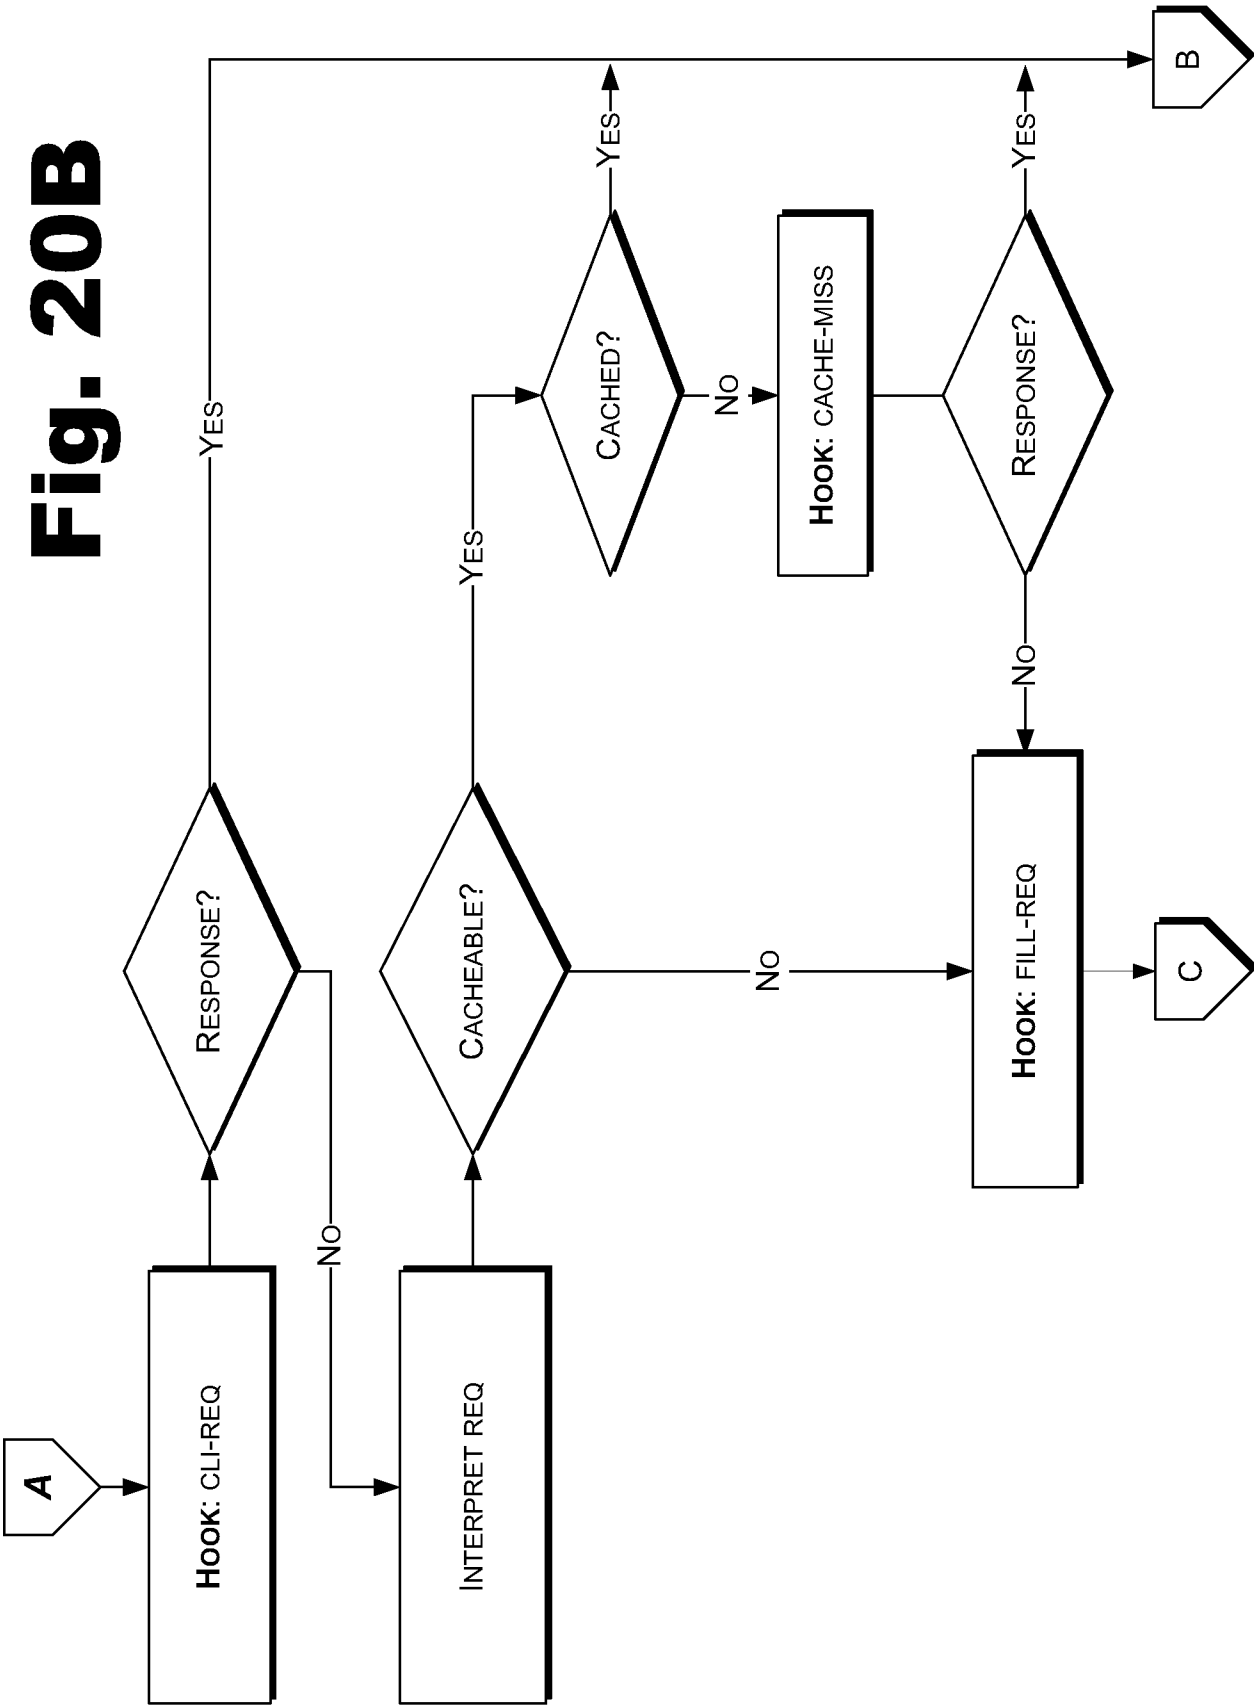 Fig. 20B
A
HOOK: CLI-REQ
RESPONSE?
YES
NO
INTERPRET REQ
CACHEABLE?
YES
CACHED?
YES
NO
HOOK: CACHE-MISS
NO
RESPONSE?
YES
NO
HOOK: FILL-REQ
B
C